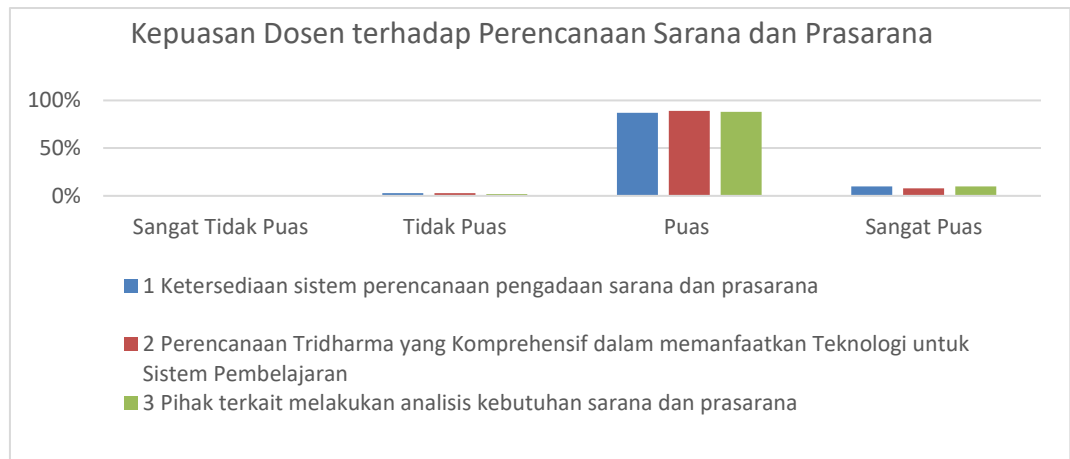 Kepuasan Dosen terhadap Perencanaan Sarana dan Prasarana
100%
50%
0%
Sangat Tidak Puas
Tidak Puas
Puas
Sangat Puas
1 Ketersediaan sistem perencanaan pengadaan sarana dan prasarana
2 Perencanaan Tridharma yang Komprehensif dalam memanfaatkan Teknologi untuk
Sistem Pembelajaran
3 Pihak terkait melakukan analisis kebutuhan sarana dan prasarana